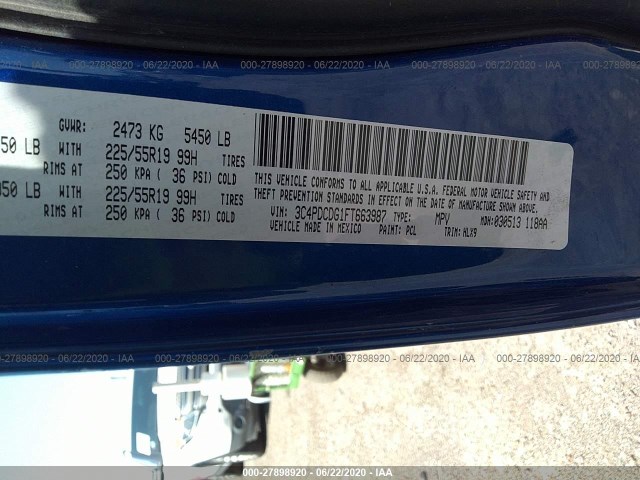 000-27898920 - 06/22/2020 - IAA
GVWR: 2473 KG 5450 LB
50 LB WITH 225/55R19 99H TIRES
RIMS AT 250 KPA ( 36 PSI) COLD
50 LB WITH 225/55R19 99H TIRES
RIMS AT 250 KPA ( 36 PSI) COLD
THIS VEHICLE CONFORMS TO ALL APPLICABLE U.S.A. FEDERAL MOTOR VEHICLE SAFETY AND
THEFT PREVENTION STANDARDS IN EFFECT ON THE DATE OF MANUFACTURE SHOWN ABOVE.
VIN: 3C4PDCDG1FT663987 TYPE: MPV MDH: 030513 118AA
VEHICLE MADE IN MEXICO PAINT: PCL TRIM: HLX9
000-27898920 - 06/22/2020 - IAA
000-27898920 - 06/22/2020 - IAA